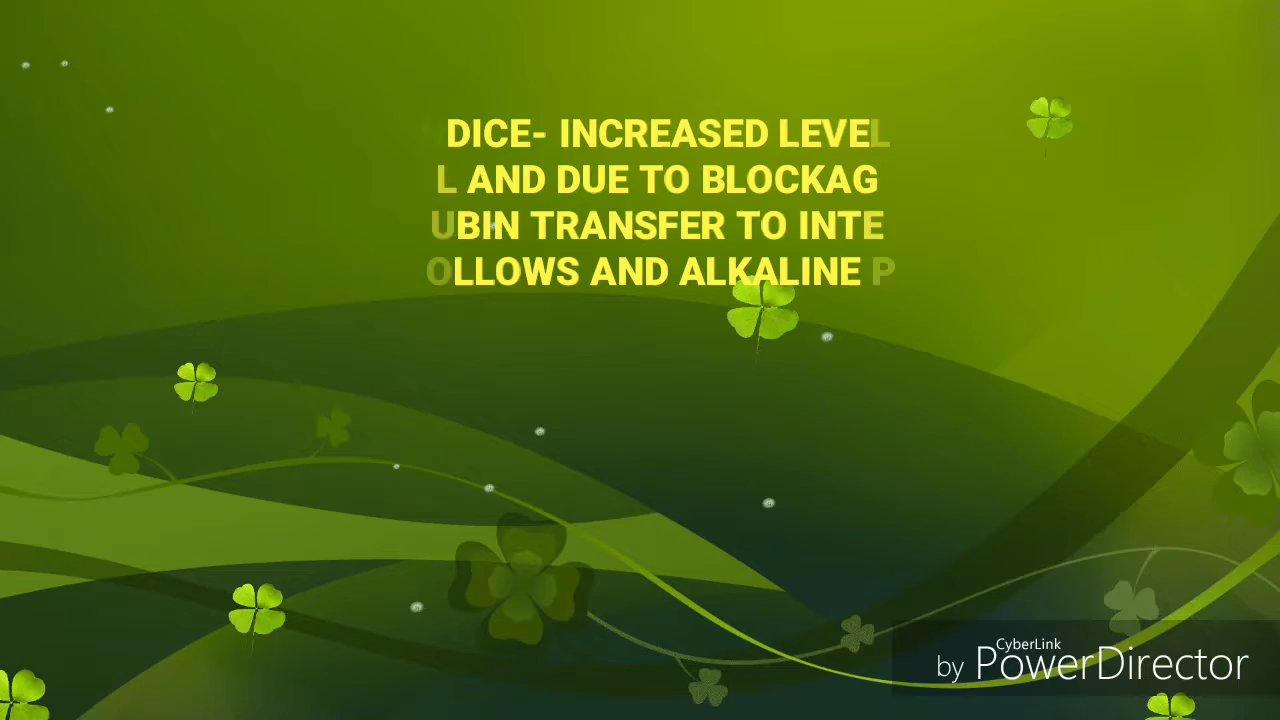 DICE- INCREASED LEVEL
L AND DUE TO BLOCKAG
UBIN TRANSFER TO INTE
OLLOWS AND ALKALINE P
CyberLink
by PowerDirector